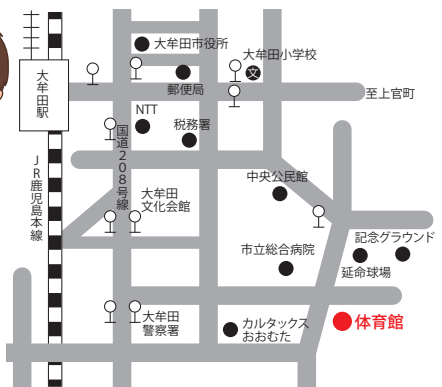 大牟田市役所
大牟田小学校
文
大牟田駅
郵便局
至上官町
NTT
税務署
国道208号線
JR鹿児島本線
中央公民館
大牟田
文化会館
市立総合病院
記念グラウンド
延命球場
大牟田
警察署
カルタックス
おおむた
体育館